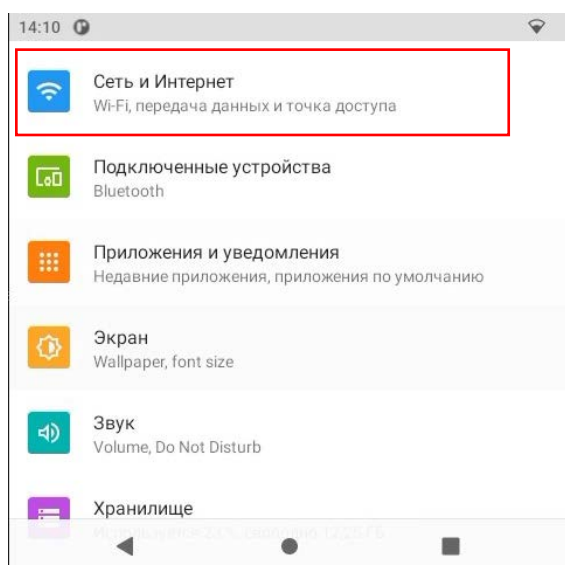 14:10
Сеть и Интернет
Wi-Fi, передача данных и точка доступа
Подключенные устройства
Bluetooth
Приложения и уведомления
Недавние приложения, приложения по умолчанию
Экран
Wallpaper, font size
Звук
Volume, Do Not Disturb
Хранилище